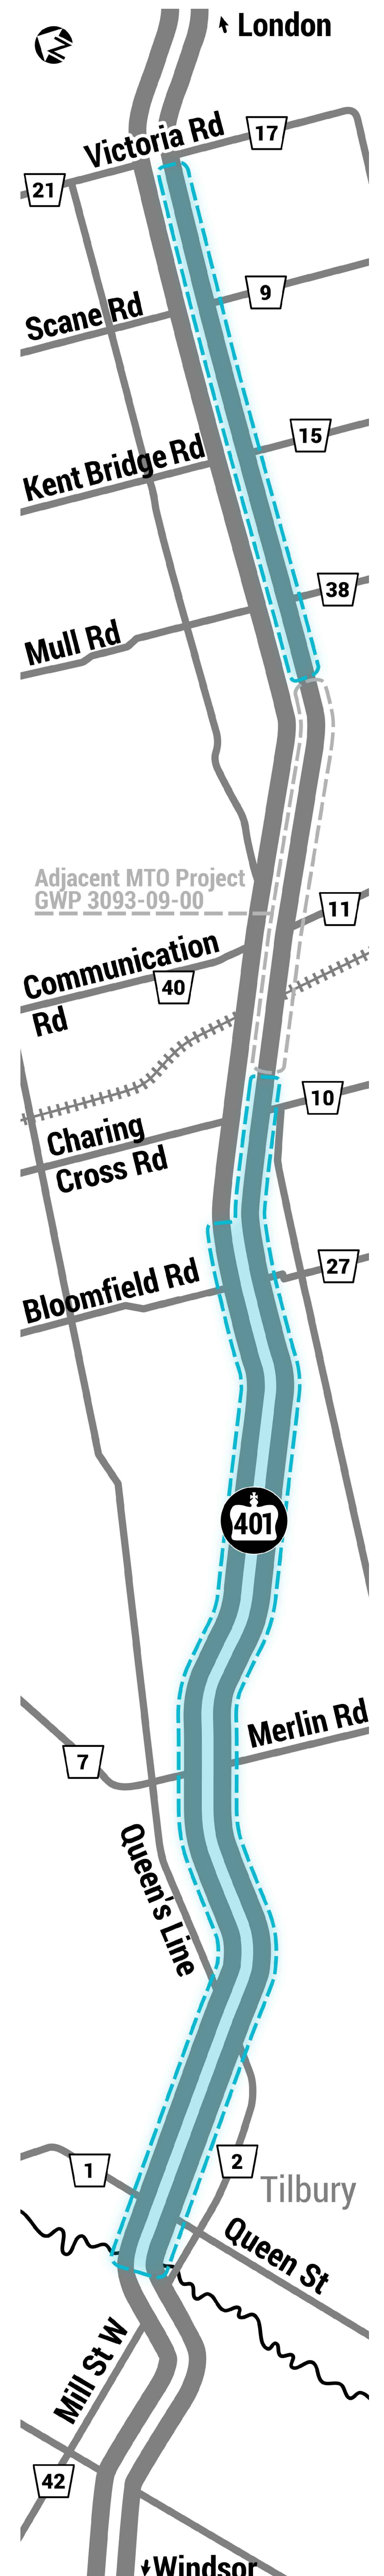 London
Victoria Rd
17
21
9
Scane Rd
15
Kent Bridge Rd
38
Mull Rd
Adjacent MTO Project
GWP 3093-09-00
11
Communication
40
Rd
10
Charing
Cross Rd
27
Bloomfield Rd
401
Merlin Rd
7
Queen's Line
1
2
Tilbury
Queen St
Mill St W
42
Windsor